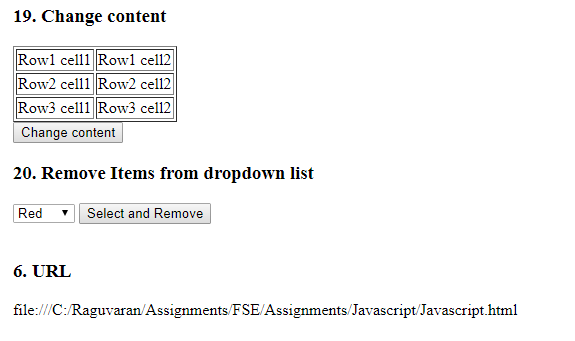 19. Change content
Row1 cell1 Row1 cell2
Row2 cell1 Row2 cell2
Row3 cell1 Row3 cell2
Change content
20. Remove Items from dropdown list
Red Select and Remove
6. URL
file:///C:/Raguvaran/Assignments/FSE/Assignments/Javascript/Javascript.html